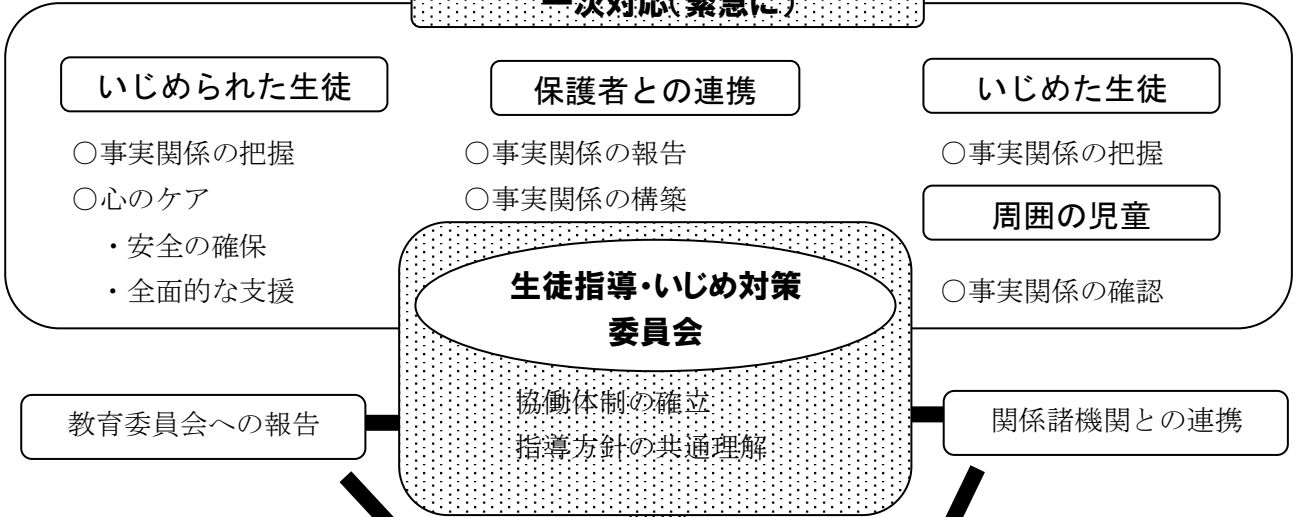 一次対応(緊急に)
いじめられた生徒
○事実関係の把握
○心のケア
・安全の確保
・全面的な支援
保護者との連携
○事実関係の報告
○事実関係の構築
いじめた生徒
○事実関係の把握
周囲の児童
○事実関係の確認
生徒指導・いじめ対策
委員会
協働体制の確立
指導方針の共通理解
教育委員会への報告
関係諸機関との連携